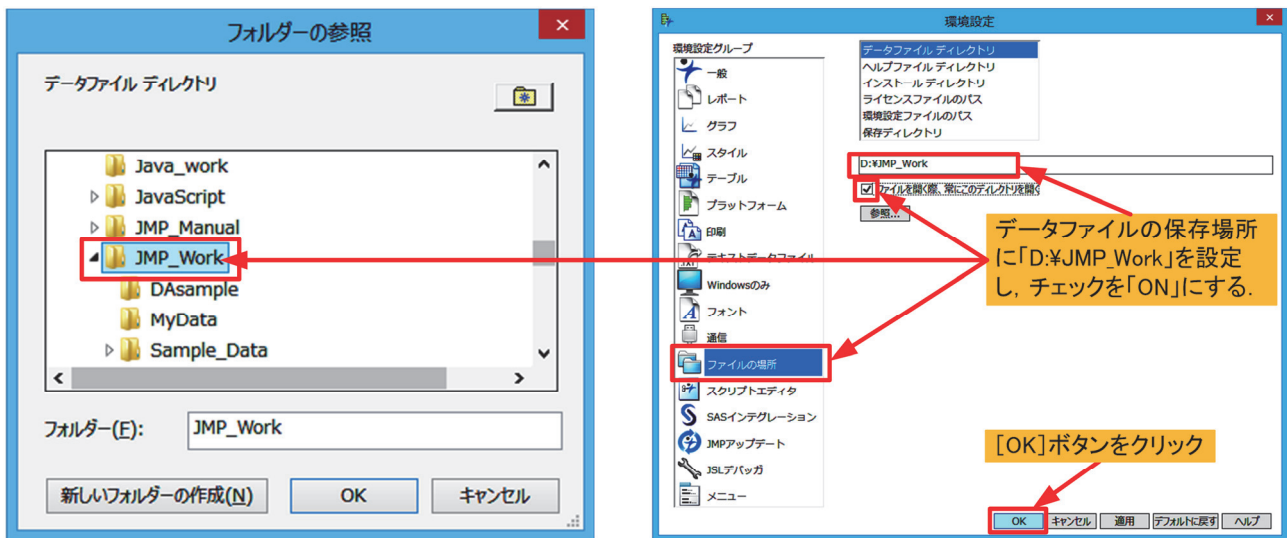 フォルダーの参照
データファイル ディレクトリ
Java_work
JavaScript
JMP_Manual
JMP_Work
DAsample
MyData
Sample_Data
フォルダー(F):
JMP_Work
新しいフォルダーの作成(N)
OK
キャンセル
環境設定
環境設定グループ
一般
レポート
グラフ
スタイル
テーブル
プラットフォーム
印刷
テキストデータファイル
Windowsのみ
フォント
通信
ファイルの場所
スクリプトエディタ
SASインテグレーション
JMPアップデート
JSLデバッガ
メニュー
データファイル ディレクトリ
ヘルプファイル ディレクトリ
インストール ディレクトリ
ライセンスファイルのパス
環境設定ファイルのパス
保存ディレクトリ
D:¥JMP_Work
ファイルを開く際、常にこのディレクトリを開く
参照...
データファイルの保存場所
に「D:¥JMP_Work」を設定
し，チェックを「ON」にする．
［OK］ボタンをクリック
OK
キャンセル
適用
デフォルトに戻す
ヘルプ